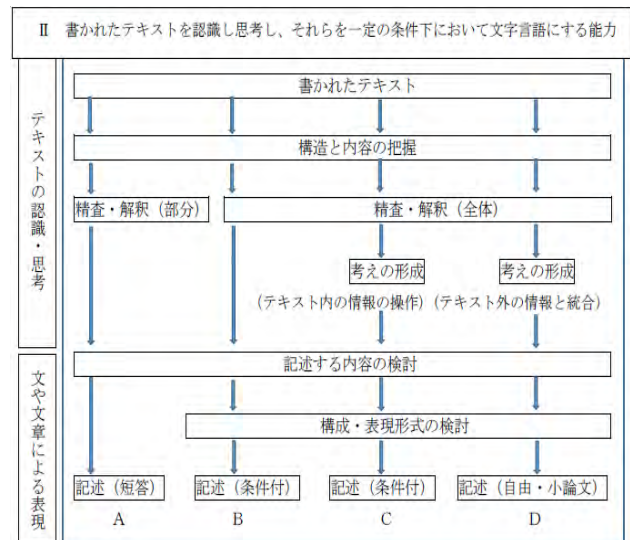 Ⅱ 書かれたテキストを認識し思考し、それらを一定の条件下において文字言語にする能力
テキストの認識・思考
書かれたテキスト
構造と内容の把握
精査・解釈（部分）
精査・解釈（全体）
考えの形成
考えの形成
（テキスト内の情報の操作）
（テキスト外の情報と統合）
文や文章による表現
記述する内容の検討
構成・表現形式の検討
記述（短答）
記述（条件付）
記述（条件付）
記述（自由・小論文）
A
B
C
D